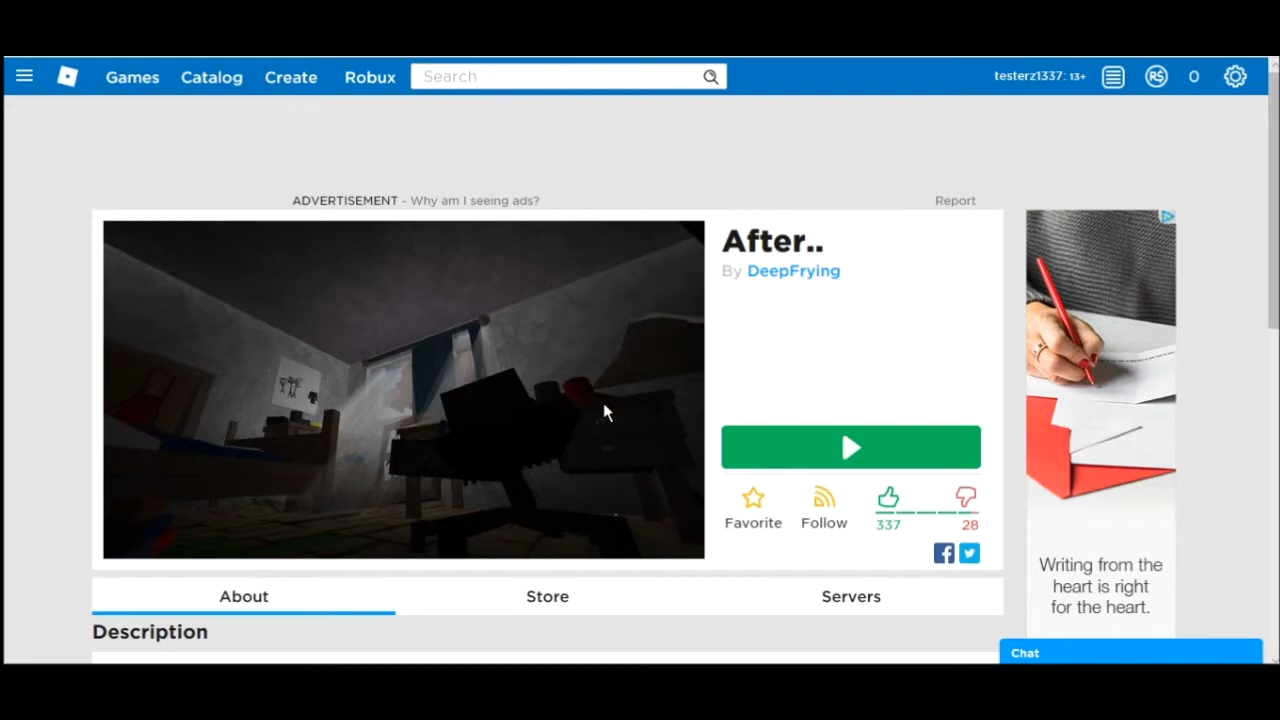 Games Catalog Create Robux Search testerz1337: 13+ R$ 0
ADVERTISEMENT - Why am I seeing ads? Report
After..
By DeepFrying
Favorite Follow 337 28
About Store Servers
Description
Writing from the
heart is right
for the heart.
Chat